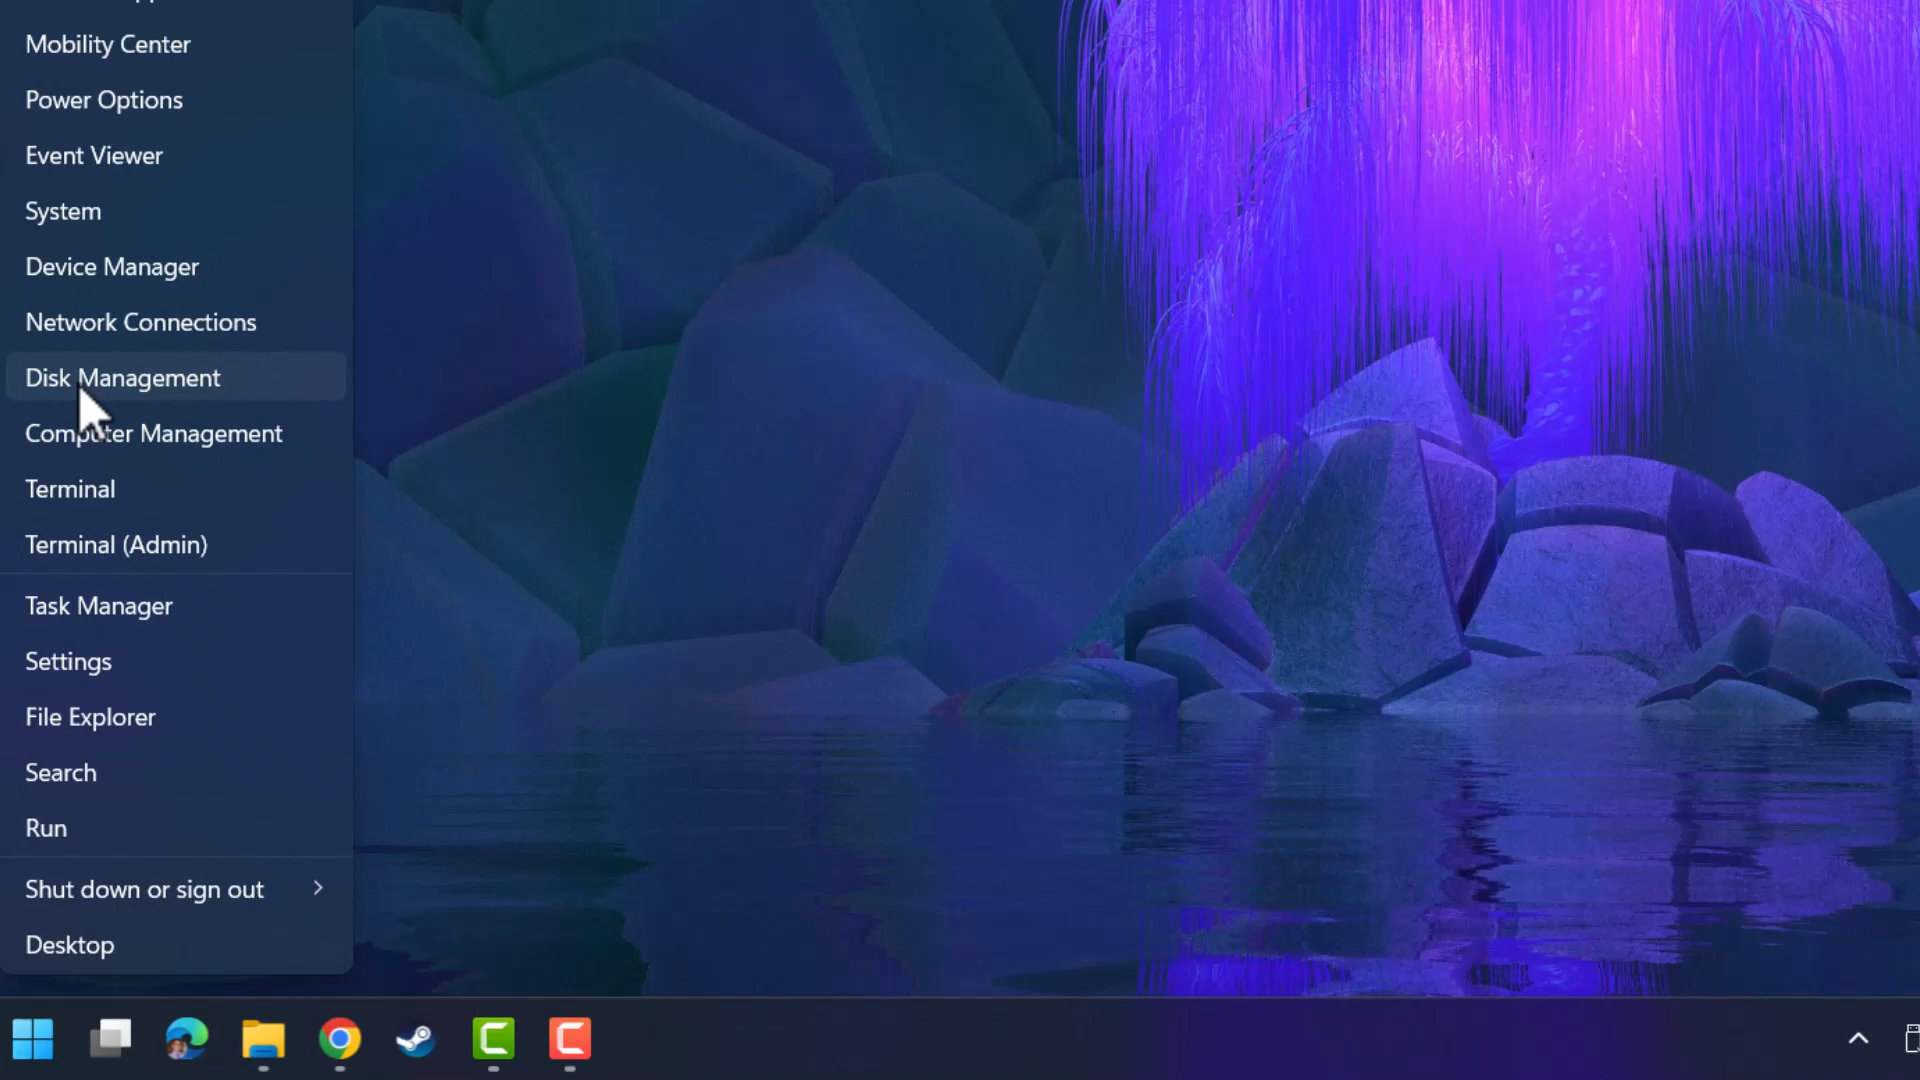 Mobility Center
Power Options
Event Viewer
System
Device Manager
Network Connections
Disk Management
Computer Management
Terminal
Terminal (Admin)
Task Manager
Settings
File Explorer
Search
Run
Shut down or sign out
Desktop